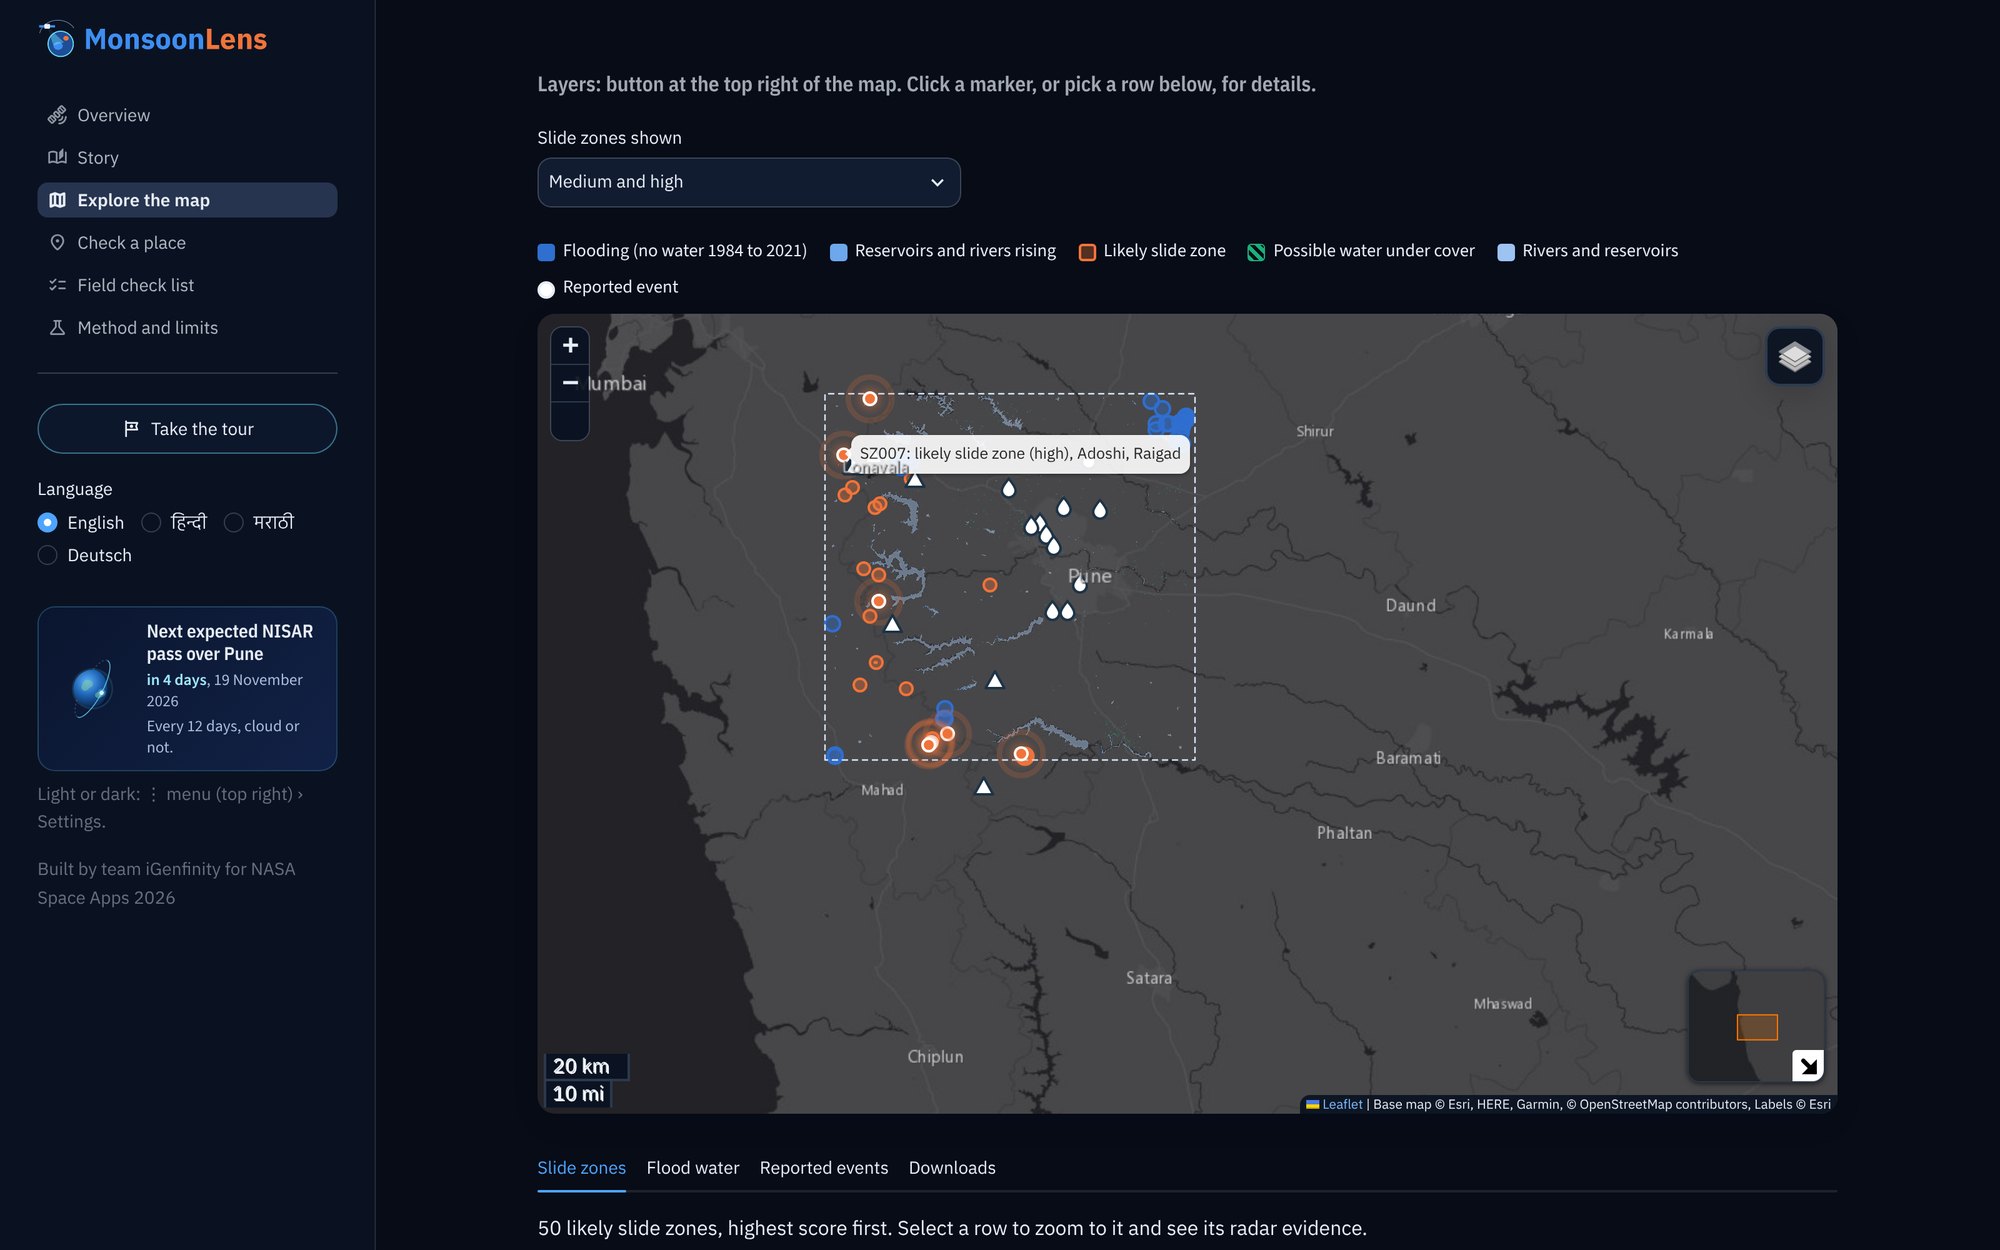 MonsoonLens
Overview
Story
Explore the map
Check a place
Field check list
Method and limits
Take the tour
Language
English
हिन्दी
मराठी
Deutsch
Next expected NISAR
pass over Pune
in 4 days, 19 November
2026
Every 12 days, cloud or
not.
Light or dark: ⋮ menu (top right) ›
Settings.
Built by team iGenfinity for NASA
Space Apps 2026
Layers: button at the top right of the map. Click a marker, or pick a row below, for details.
Slide zones shown
Medium and high
Flooding (no water 1984 to 2021)
Reservoirs and rivers rising
Likely slide zone
Possible water under cover
Rivers and reservoirs
Reported event
+
−
Mumbai
Shirur
SZ007: likely slide zone (high), Adoshi, Raigad
Lonavala
Pune
Daund
Karmala
Baramati
Mahad
Phaltan
Satara
Mhaswad
Chiplun
20 km
10 mi
Leaflet | Base map © Esri, HERE, Garmin, © OpenStreetMap contributors, Labels © Esri
Slide zones
Flood water
Reported events
Downloads
50 likely slide zones, highest score first. Select a row to zoom to it and see its radar evidence.